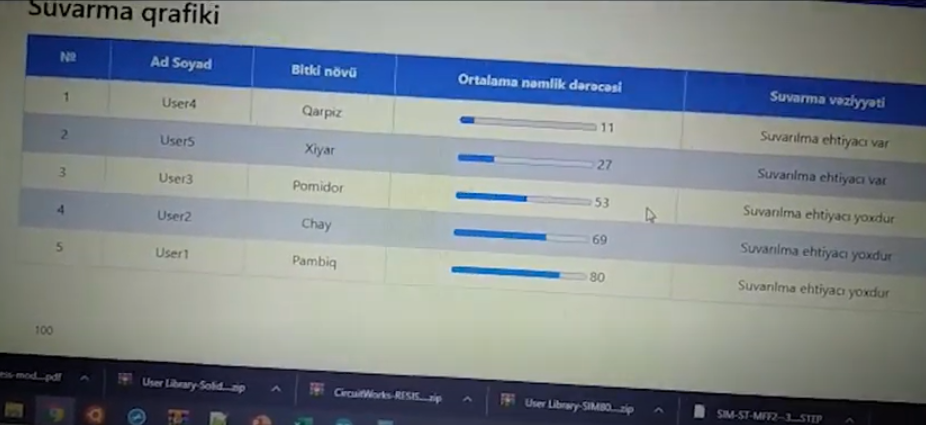 Suvarma qrafiki
№ Ad Soyad Bitki növü Ortalama nəmlik dərəcəsi Suvarma vəziyyəti
1 User4 Qarpiz 11 Suvarılma ehtiyacı var
2 User5 Xiyar 27 Suvarılma ehtiyacı var
3 User3 Pomidor 53 Suvarılma ehtiyacı yoxdur
4 User2 Chay 69 Suvarılma ehtiyacı yoxdur
5 User1 Pambiq 80 Suvarılma ehtiyacı yoxdur
100
ess-mod....pdf User Library-Solid....zip CircuitWorks-RESIS....zip User Library-SIM80....zip SIM-ST-MFF2--3....STEP